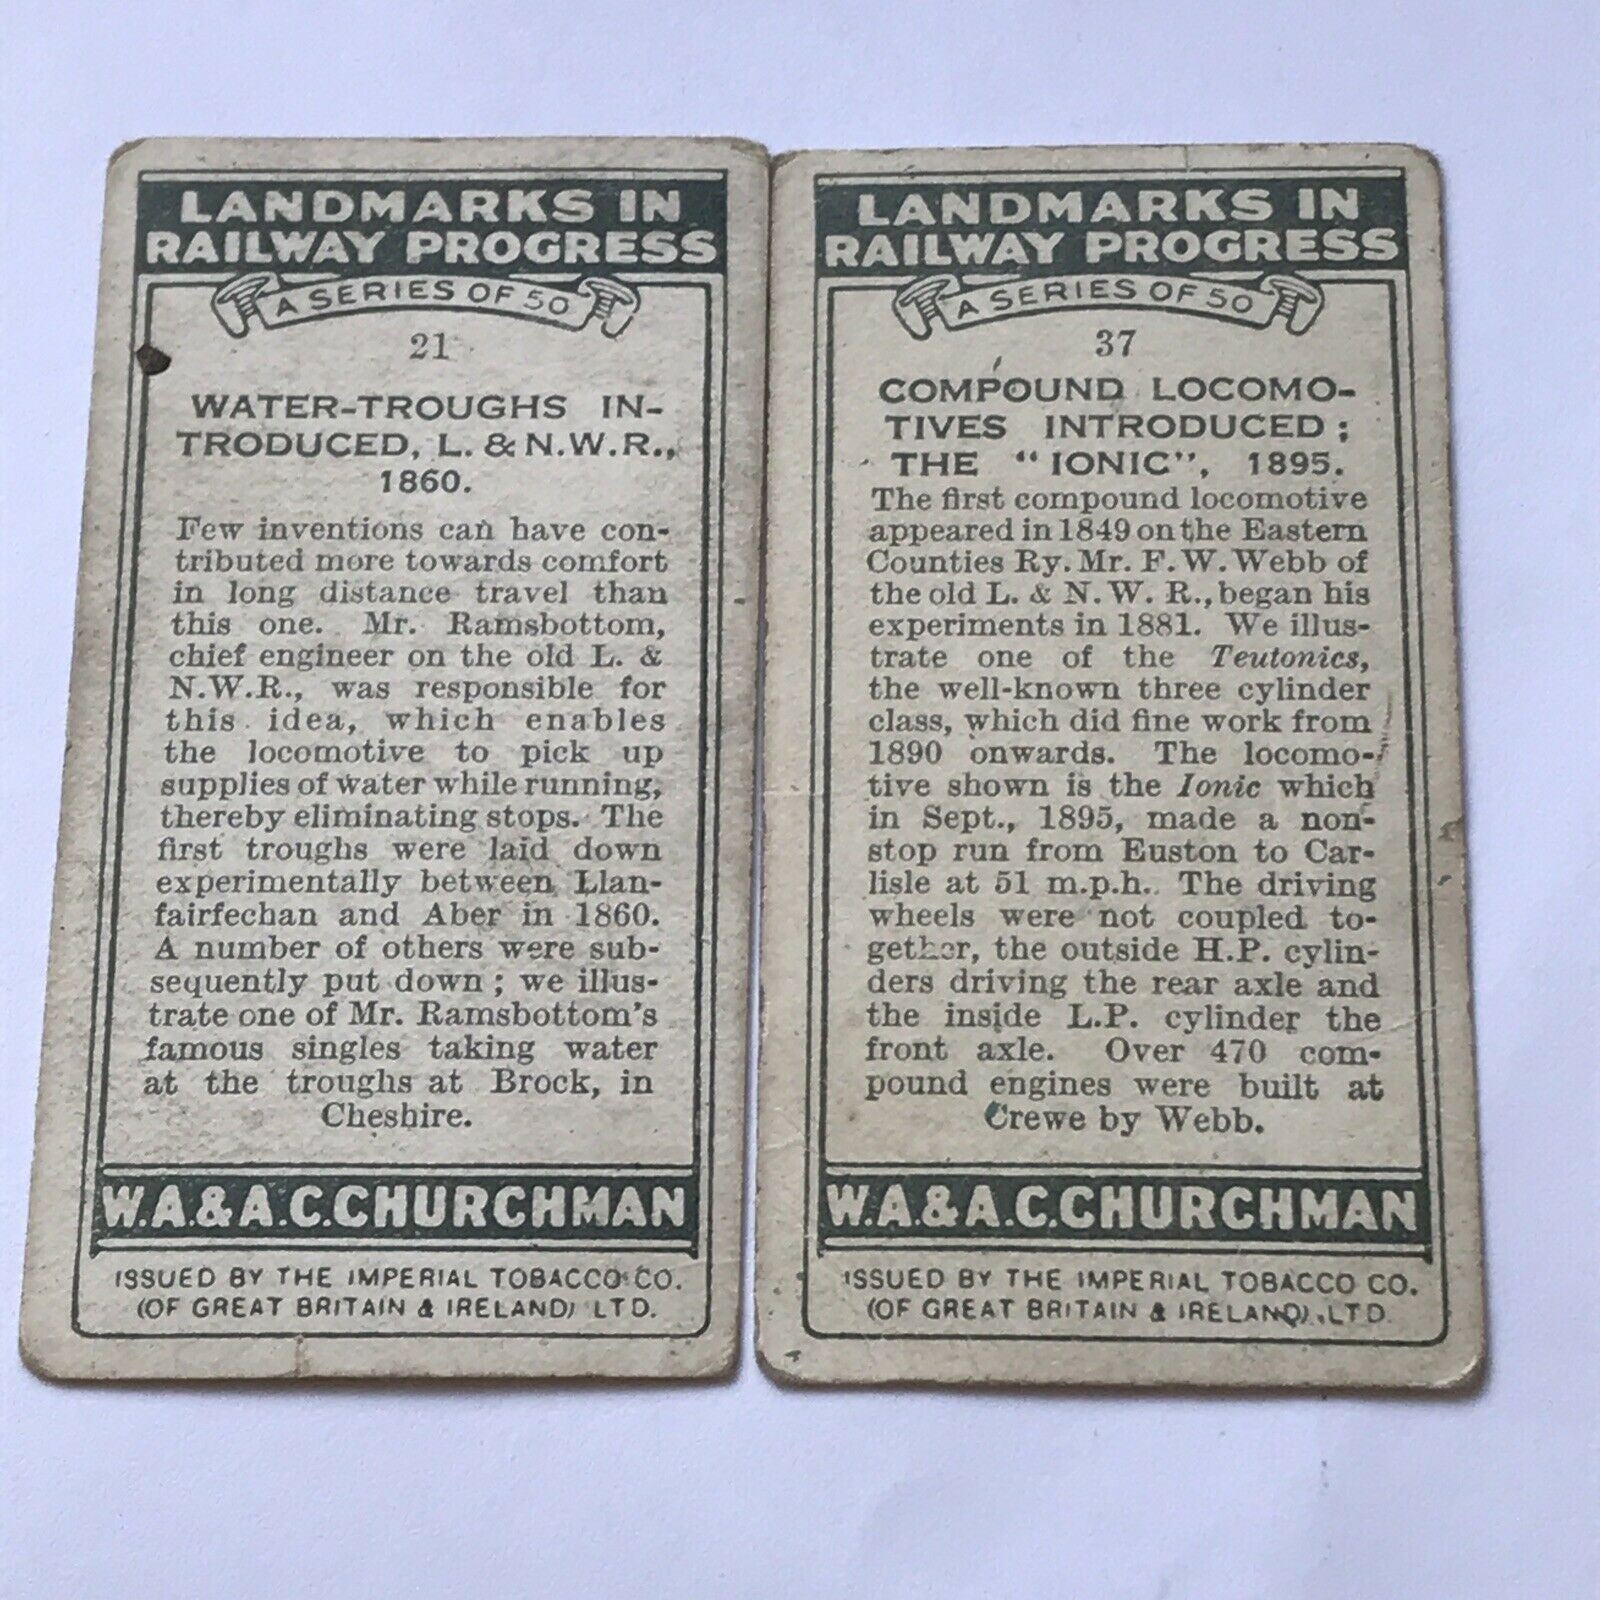 LANDMARKS IN
RAILWAY PROGRESS
A SERIES OF 50
21
WATER-TROUGHS IN-
TRODUCED, L. & N.W.R.,
1860.
Few inventions can have con-
tributed more towards comfort
in long distance travel than
this one. Mr. Ramsbottom,
chief engineer on the old L. &
N.W.R., was responsible for
this idea, which enables
the locomotive to pick up
supplies of water while running,
thereby eliminating stops. The
first troughs were laid down
experimentally between Llan-
fairfechan and Aber in 1860.
A number of others were sub-
sequently put down ; we illus-
trate one of Mr. Ramsbottom's
famous singles taking water
at the troughs at Brock, in
Cheshire.
W.A.& A.C.CHURCHMAN
ISSUED BY THE IMPERIAL TOBACCO CO.
(OF GREAT BRITAIN & IRELAND) LTD.
LANDMARKS IN
RAILWAY PROGRESS
A SERIES OF 50
37
COMPOUND LOCOMO-
TIVES INTRODUCED ;
THE "IONIC", 1895.
The first compound locomotive
appeared in 1849 on the Eastern
Counties Ry. Mr. F. W. Webb of
the old L. & N. W. R., began his
experiments in 1881. We illus-
trate one of the Teutonics,
the well-known three cylinder
class, which did fine work from
1890 onwards. The locomo-
tive shown is the Ionic which
in Sept., 1895, made a non-
stop run from Euston to Car-
lisle at 51 m.p.h. The driving
wheels were not coupled to-
gether, the outside H.P. cylin-
ders driving the rear axle and
the inside L.P. cylinder the
front axle. Over 470 com-
pound engines were built at
Crewe by Webb.
W.A.& A.C.CHURCHMAN
ISSUED BY THE IMPERIAL TOBACCO CO.
(OF GREAT BRITAIN & IRELAND), LTD.